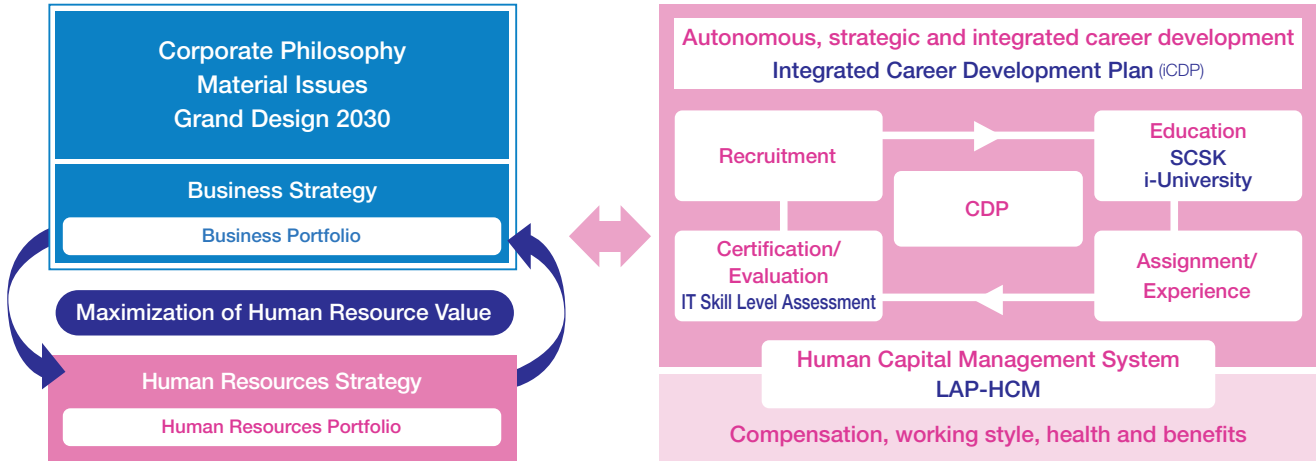 Corporate Philosophy
Material Issues
Grand Design 2030
Business Strategy
Business Portfolio
Maximization of Human Resource Value
Human Resources Strategy
Human Resources Portfolio
Autonomous, strategic and integrated career development
Integrated Career Development Plan (iCDP)
Recruitment
Education
SCSK
i-University
CDP
Certification/
Evaluation
IT Skill Level Assessment
Assignment/
Experience
Human Capital Management System
LAP-HCM
Compensation, working style, health and benefits